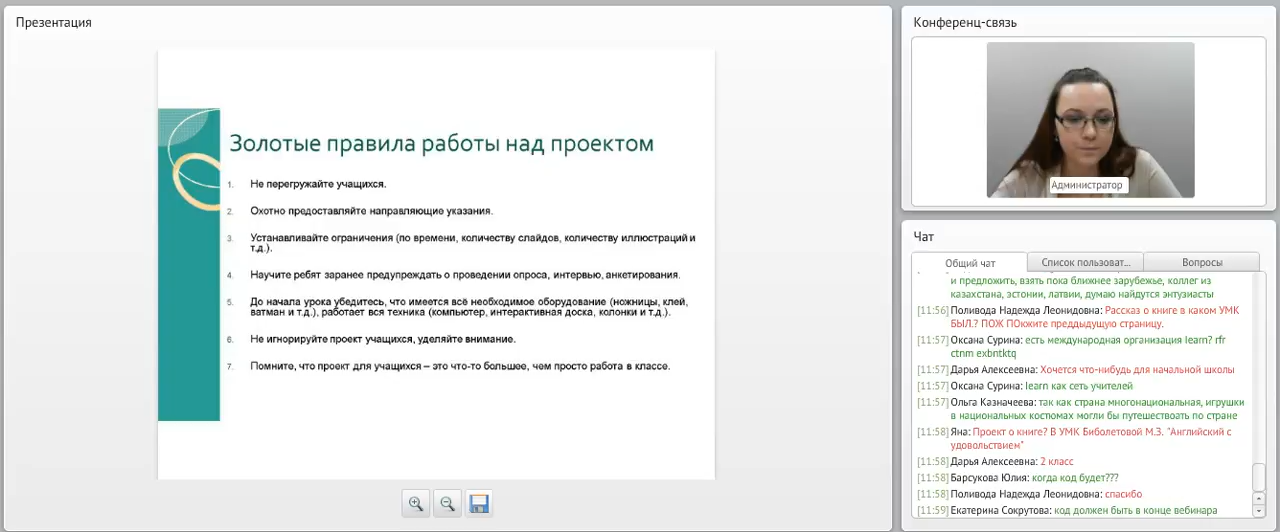 Презентация
Золотые правила работы над проектом
1. Не перегружайте учащихся.
2. Охотно предоставляйте направляющие указания.
3. Устанавливайте ограничения (по времени, количеству слайдов, количеству иллюстраций и
т.д.).
4. Научите ребят заранее предупреждать о проведении опроса, интервью, анкетирования.
5. До начала урока убедитесь, что имеется всё необходимое оборудование (ножницы, клей,
ватман и т.д.), работает вся техника (компьютер, интерактивная доска, колонки и т.д.).
6. Не игнорируйте проект учащихся, уделяйте внимание.
7. Помните, что проект для учащихся – это что-то большее, чем просто работа в классе.
Конференц-связь
Администратор
Чат
Общий чат
Список пользоват...
Вопросы
и предложить, взять пока ближнее зарубежье, коллег из
казахстана, эстонии, латвии, думаю найдутся энтузиасты
[11:56] Поливода Надежда Леонидовна: Рассказ о книге в каком УМК
БЫЛ.? ПОЖ ПОкжите преддыдущую страницу.
[11:57] Оксана Сурина: есть международная организация learn? rfr
ctnm exbntktq
[11:57] Дарья Алексеевна: Хочется что-нибудь для начальной школы
[11:57] Оксана Сурина: learn как сеть учителей
[11:57] Ольга Казначеева: так как страна многонациональная, игрушки
в национальных костюмах могли бы путешествоать по стране
[11:58] Яна: Проект о книге? В УМК Биболетовой М.З. "Английский с
удовольствием"
[11:58] Дарья Алексеевна: 2 класс
[11:58] Барсукова Юлия: когда код будет???
[11:58] Поливода Надежда Леонидовна: спасибо
[11:59] Екатерина Сокрутова: код должен быть в конце вебинара